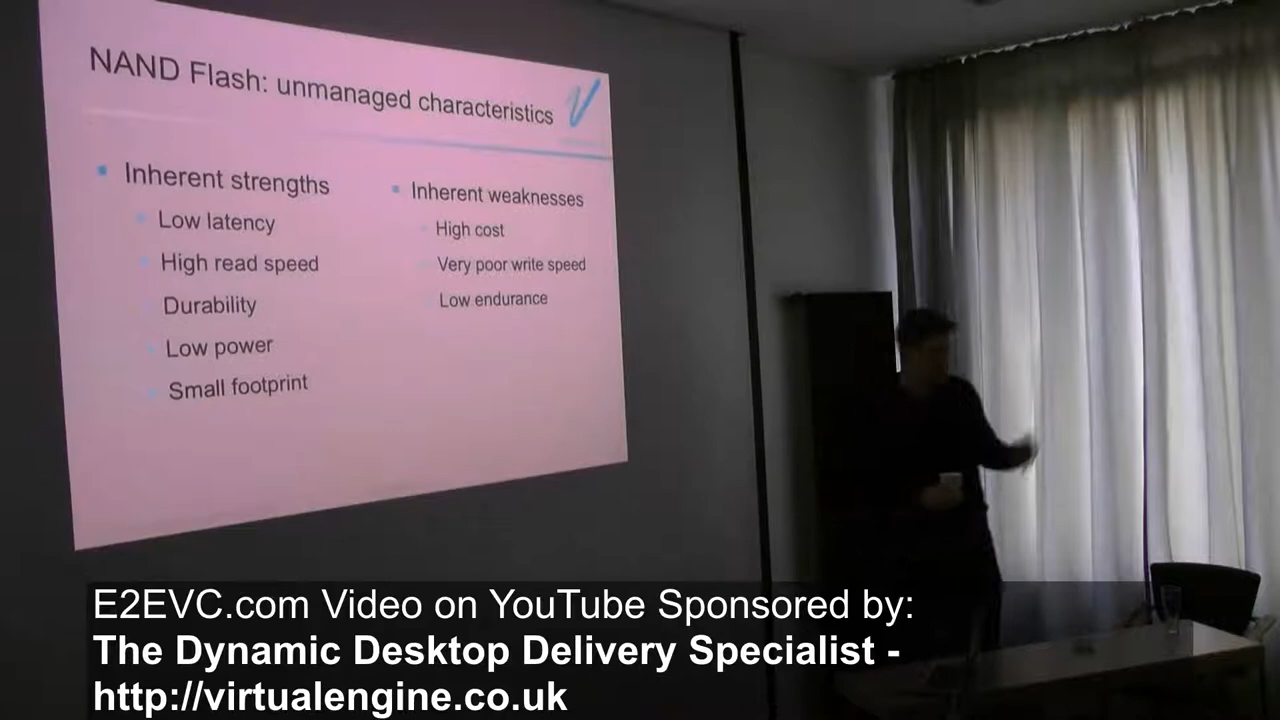 NAND Flash: unmanaged characteristics
Inherent strengths
Low latency
High read speed
Durability
Low power
Small footprint
Inherent weaknesses
High cost
Very poor write speed
Low endurance
E2EVC.com Video on YouTube Sponsored by:
The Dynamic Desktop Delivery Specialist -
http://virtualengine.co.uk